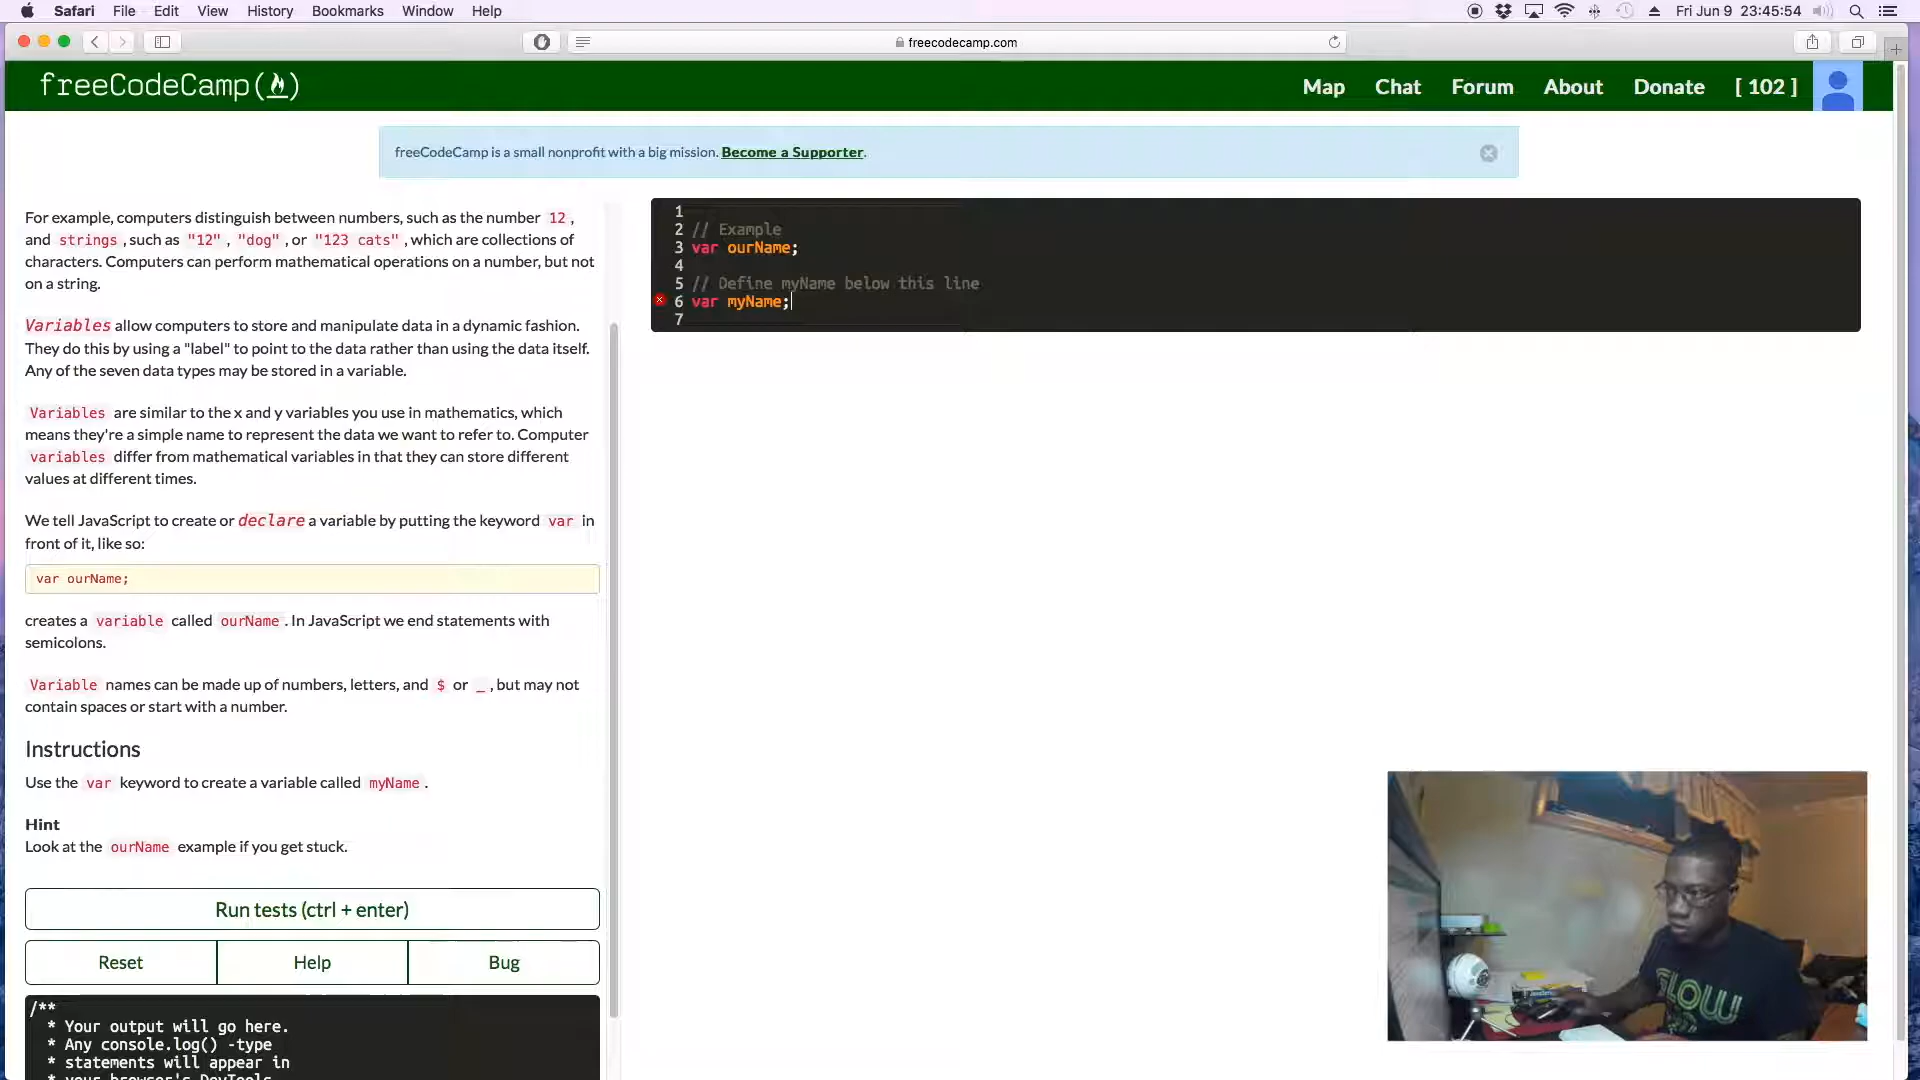 Safari File Edit View History Bookmarks Window Help Fri Jun 9 23:45:54
freecodecamp.com
freeCodeCamp
Map Chat Forum About Donate [ 102 ]
freeCodeCamp is a small nonprofit with a big mission. Become a Supporter.
For example, computers distinguish between numbers, such as the number 12 ,
and strings , such as "12" , "dog" , or "123 cats" , which are collections of
characters. Computers can perform mathematical operations on a number, but not
on a string.
Variables allow computers to store and manipulate data in a dynamic fashion.
They do this by using a "label" to point to the data rather than using the data itself.
Any of the seven data types may be stored in a variable.
Variables are similar to the x and y variables you use in mathematics, which
means they're a simple name to represent the data we want to refer to. Computer
variables differ from mathematical variables in that they can store different
values at different times.
We tell JavaScript to create or declare a variable by putting the keyword var in
front of it, like so:
var ourName;
creates a variable called ourName . In JavaScript we end statements with
semicolons.
Variable names can be made up of numbers, letters, and $ or _ , but may not
contain spaces or start with a number.
Instructions
Use the var keyword to create a variable called myName .
Hint
Look at the ourName example if you get stuck.
Run tests (ctrl + enter)
Reset Help Bug
/**
* Your output will go here.
* Any console.log() -type
* statements will appear in
* your browser's DevTools
1
2 // Example
3 var ourName;
4
5 // Define myName below this line
6 var myName;
7
GLOW